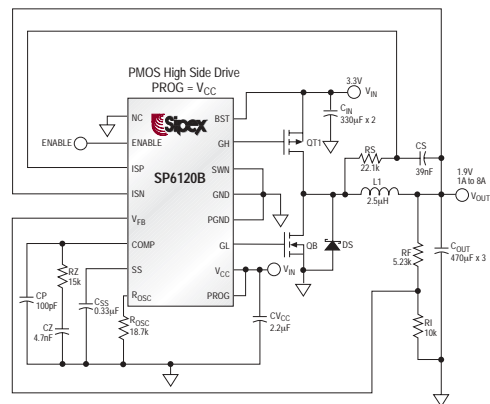 PMOS High Side Drive
PROG = VCC
Sipex
SP6120B
NC
ENABLE
ISP
ISN
VFB
COMP
SS
ROSC
BST
GH
SWN
GND
PGND
GL
VCC
PROG
ENABLE
3.3V
VIN
CIN
330µF x 2
QT1
RS
22.1k
CS
39nF
L1
2.5µH
1.9V
1A to 8A
VOUT
QB
DS
RF
5.23k
COUT
470µF x 3
RI
10k
VIN
CVCC
2.2µF
CP
100pF
RZ
15k
CZ
4.7nF
CSS
0.33µF
ROSC
18.7k